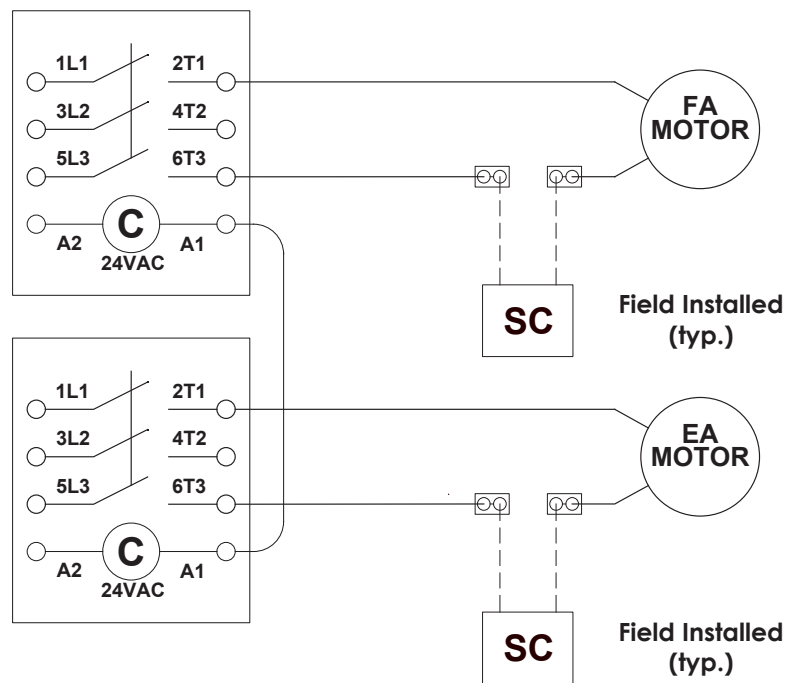 1L1 2T1
3L2 4T2
5L3 6T3
A2 C A1
24VAC
FA
MOTOR
SC
Field Installed
(typ.)
1L1 2T1
3L2 4T2
5L3 6T3
A2 C A1
24VAC
EA
MOTOR
SC
Field Installed
(typ.)